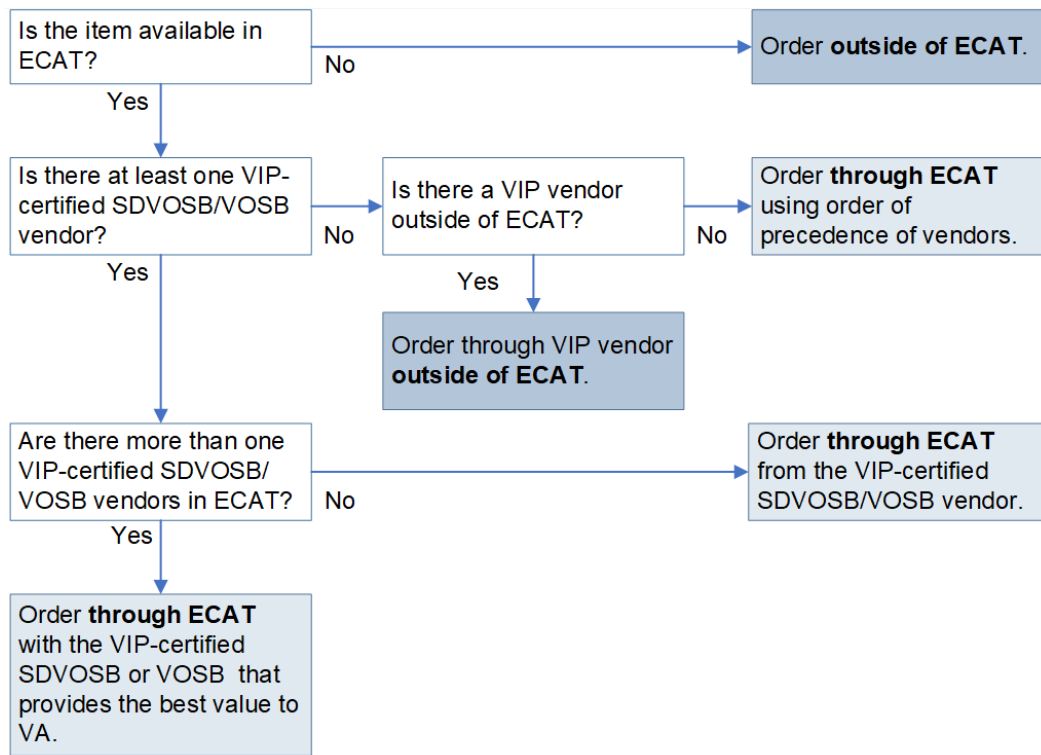 Is the item available in
ECAT?
No
Order outside of ECAT.
Yes
Is there at least one VIP-
certified SDVOSB/VOSB
vendor?
No
Is there a VIP vendor
outside of ECAT?
No
Order through ECAT
using order of
precedence of vendors.
Yes
Yes
Order through VIP vendor
outside of ECAT.
Are there more than one
VIP-certified SDVOSB/
VOSB vendors in ECAT?
No
Order through ECAT
from the VIP-certified
SDVOSB/VOSB vendor.
Yes
Order through ECAT
with the VIP-certified
SDVOSB or VOSB  that
provides the best value to
VA.